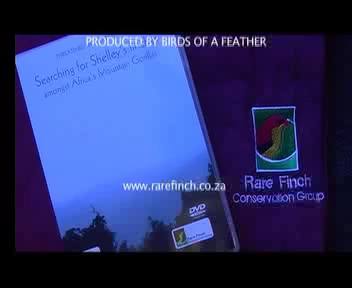 PRODUCED BY BIRDS OF A FEATHER
Searching for Shelley's
amongst Africa's Mountain Gorillas
www.rarefinch.co.za
DVD
Rare Finch
Conservation Group